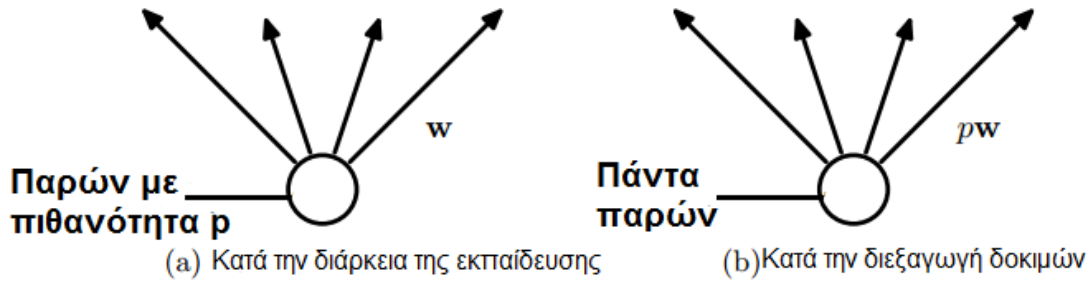 w
pw
Παρών με
πιθανότητα p
Πάντα
παρών
(a) Κατά την διάρκεια της εκπαίδευσης
(b) Κατά την διεξαγωγή δοκιμών